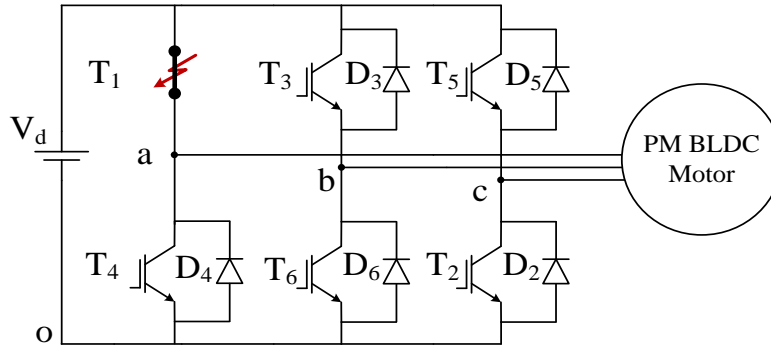 T₁
T₃
D₃
T₅
D₅
V_d
a
b
c
PM BLDC
Motor
T₄
D₄
T₆
D₆
T₂
D₂
o